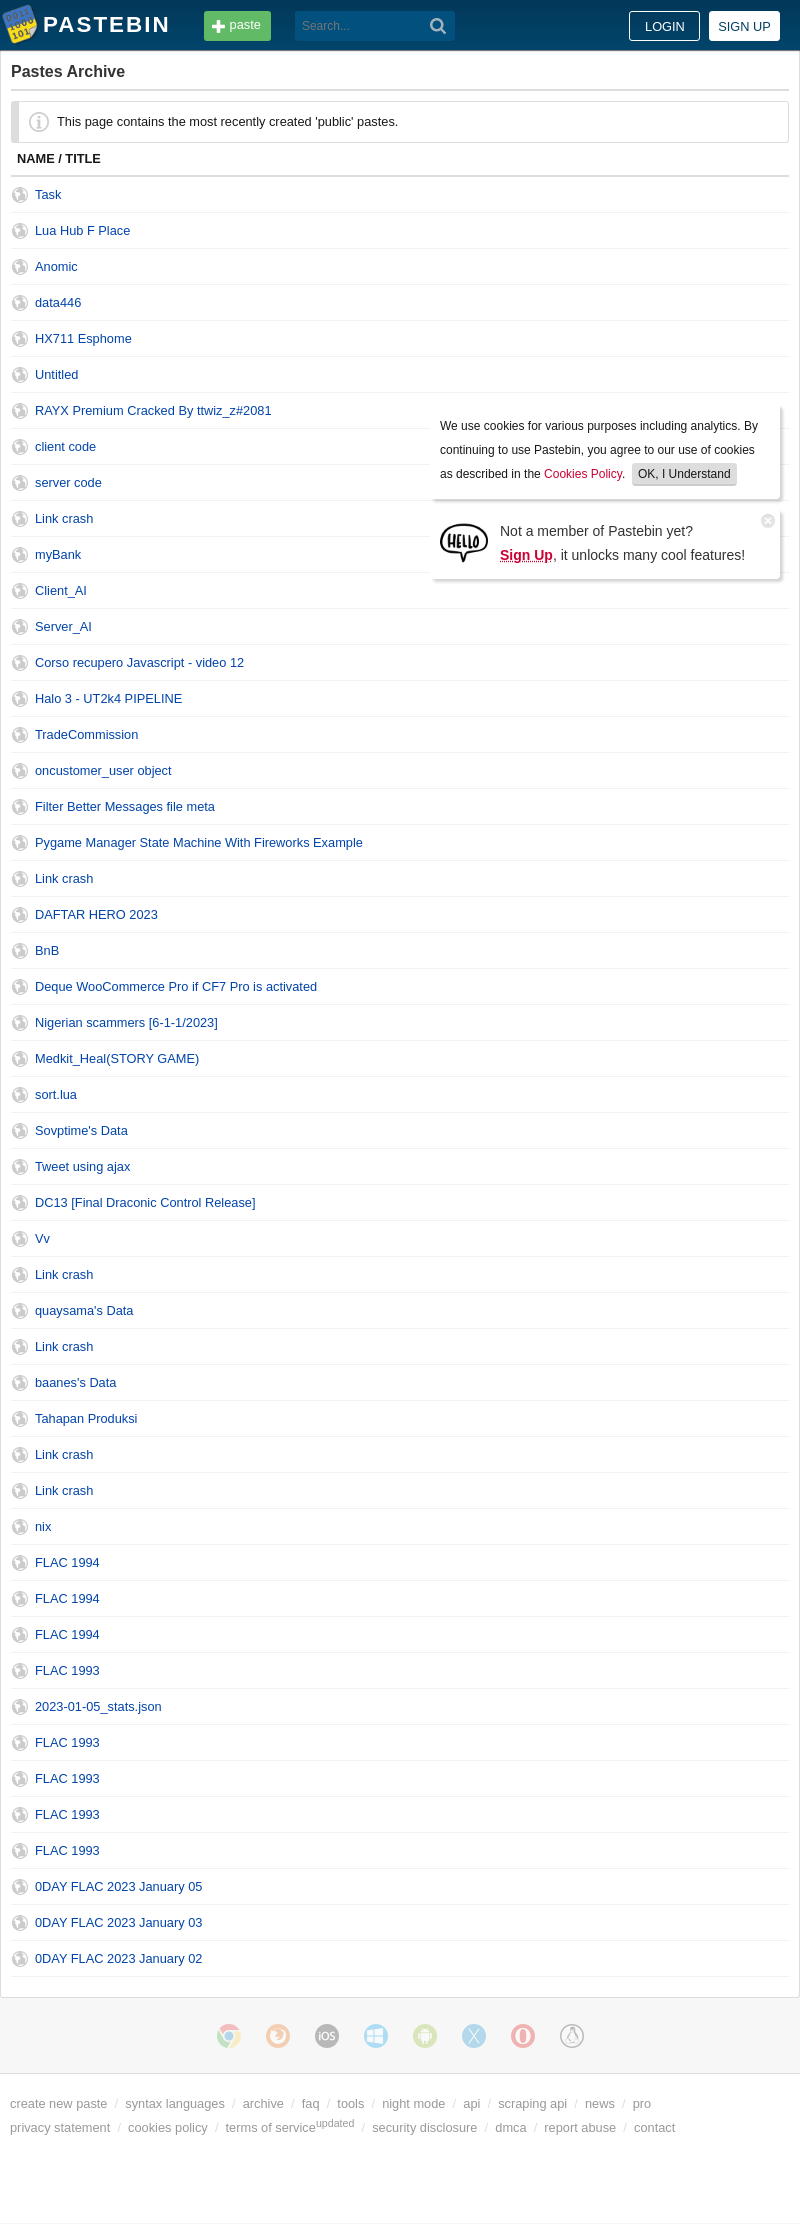 PASTEBIN paste Search... LOGIN SIGN UP
Pastes Archive
This page contains the most recently created 'public' pastes.
NAME / TITLE
Task
Lua Hub F Place
Anomic
data446
HX711 Esphome
Untitled
RAYX Premium Cracked By ttwiz_z#2081
client code
server code
Link crash
myBank
Client_AI
Server_AI
Corso recupero Javascript - video 12
Halo 3 - UT2k4 PIPELINE
TradeCommission
oncustomer_user object
Filter Better Messages file meta
Pygame Manager State Machine With Fireworks Example
Link crash
DAFTAR HERO 2023
BnB
Deque WooCommerce Pro if CF7 Pro is activated
Nigerian scammers [6-1-1/2023]
Medkit_Heal(STORY GAME)
sort.lua
Sovptime's Data
Tweet using ajax
DC13 [Final Draconic Control Release]
Vv
Link crash
quaysama's Data
Link crash
baanes's Data
Tahapan Produksi
Link crash
Link crash
nix
FLAC 1994
FLAC 1994
FLAC 1994
FLAC 1993
2023-01-05_stats.json
FLAC 1993
FLAC 1993
FLAC 1993
FLAC 1993
0DAY FLAC 2023 January 05
0DAY FLAC 2023 January 03
0DAY FLAC 2023 January 02
We use cookies for various purposes including analytics. By
continuing to use Pastebin, you agree to our use of cookies
as described in the Cookies Policy. OK, I Understand
HELLO
Not a member of Pastebin yet?
Sign Up, it unlocks many cool features!
iOS
create new paste / syntax languages / archive / faq / tools / night mode / api / scraping api / news / pro
privacy statement / cookies policy / terms of serviceupdated / security disclosure / dmca / report abuse / contact